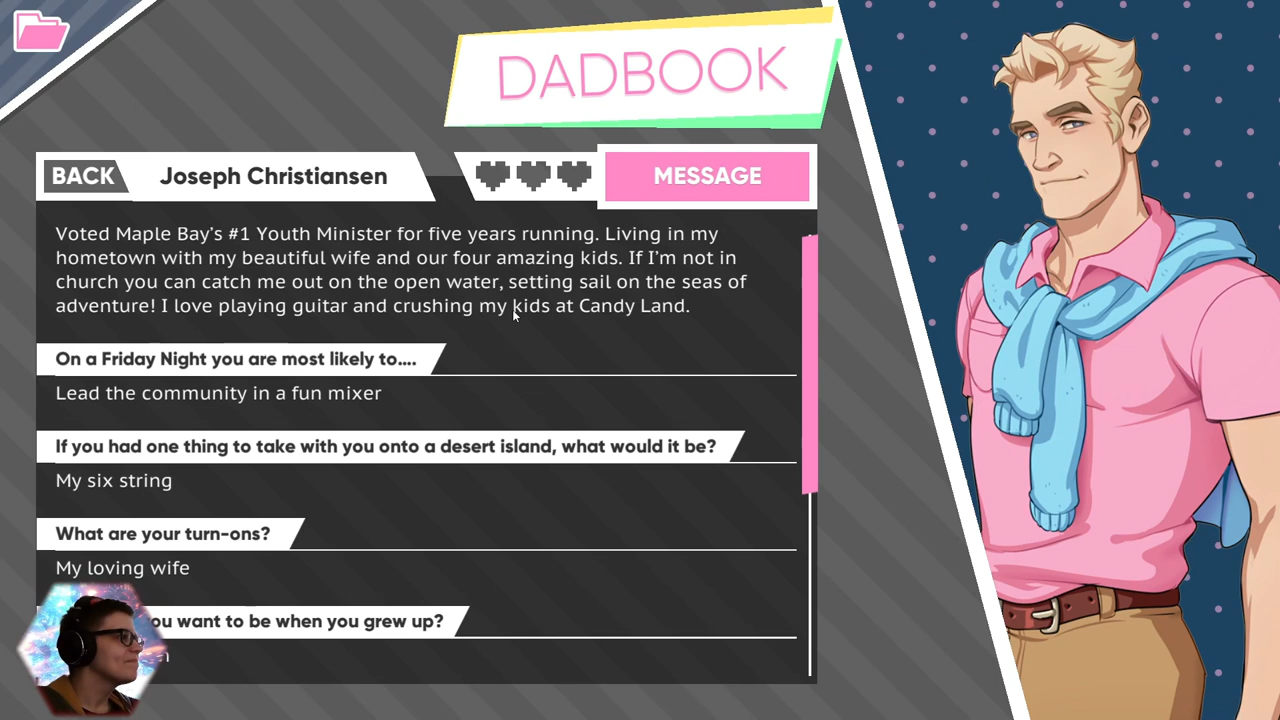 DADBOOK
BACK
Joseph Christiansen
MESSAGE
Voted Maple Bay’s #1 Youth Minister for five years running. Living in my
hometown with my beautiful wife and our four amazing kids. If I’m not in
church you can catch me out on the open water, setting sail on the seas of
adventure! I love playing guitar and crushing my kids at Candy Land.
On a Friday Night you are most likely to....
Lead the community in a fun mixer
If you had one thing to take with you onto a desert island, what would it be?
My six string
What are your turn-ons?
My loving wife
you want to be when you grew up?